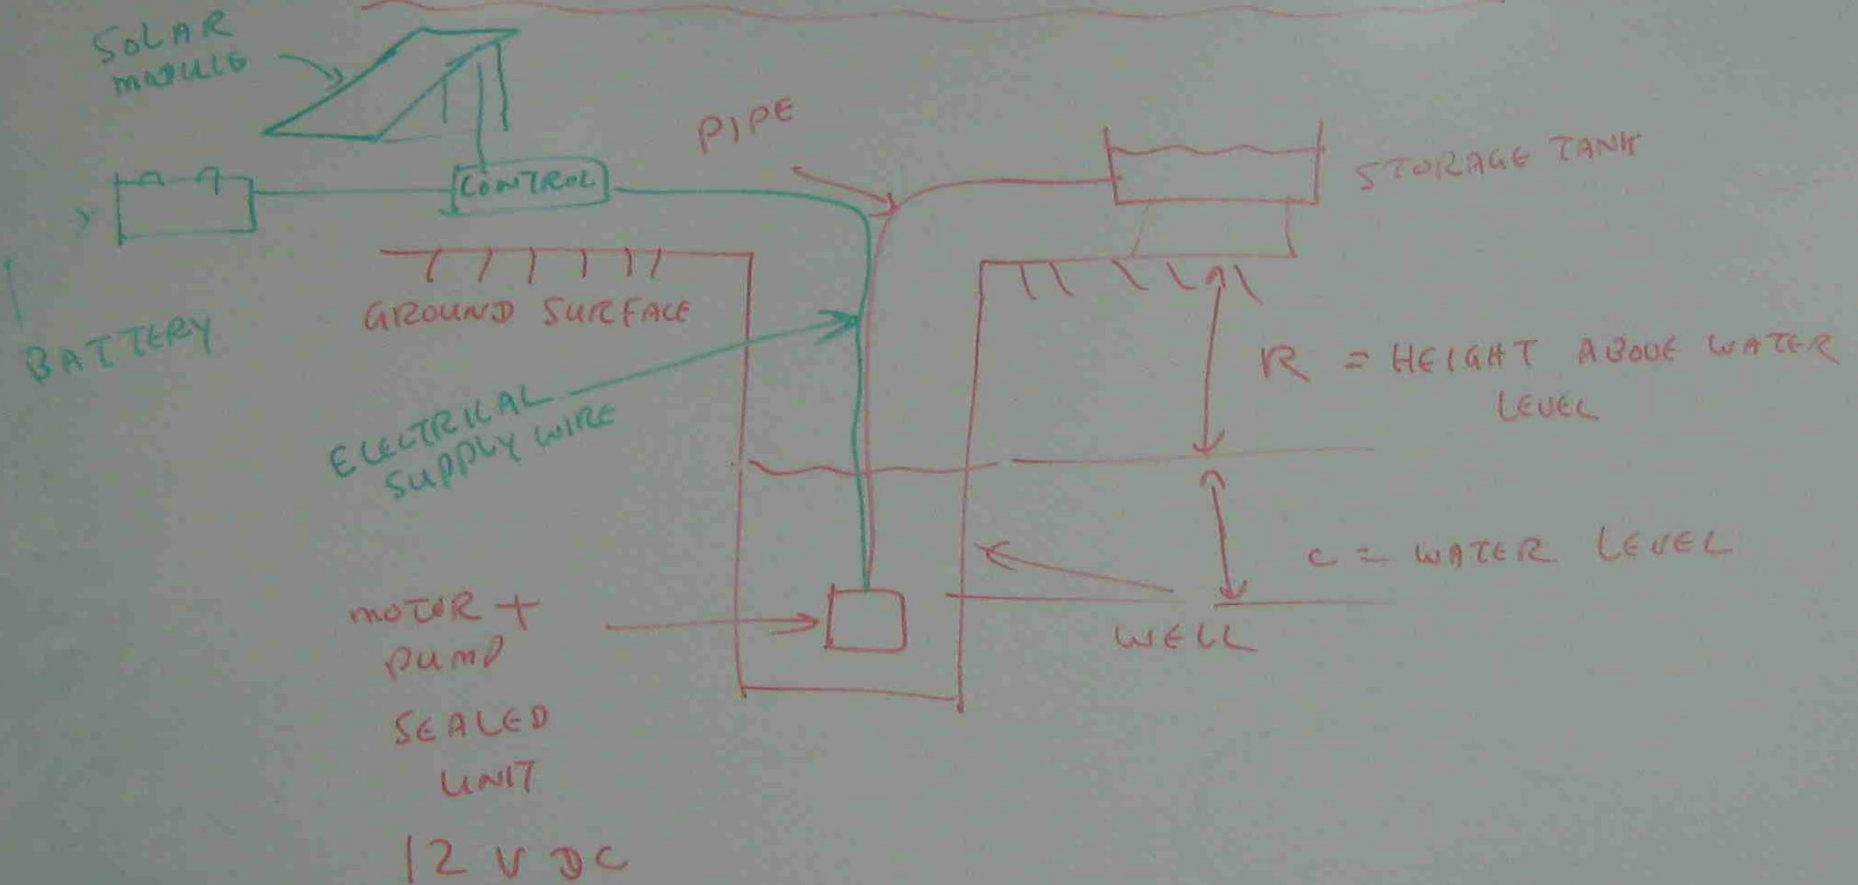 SOLAR
MODULE
PIPE
STORAGE TANK
CONTROL
GROUND SURFACE
BATTERY
R = HEIGHT ABOVE WATER
LEVEL
ELECTRICAL
SUPPLY WIRE
C = WATER LEVEL
MOTOR +
PUMP
WELL
SEALED
UNIT
12 V DC